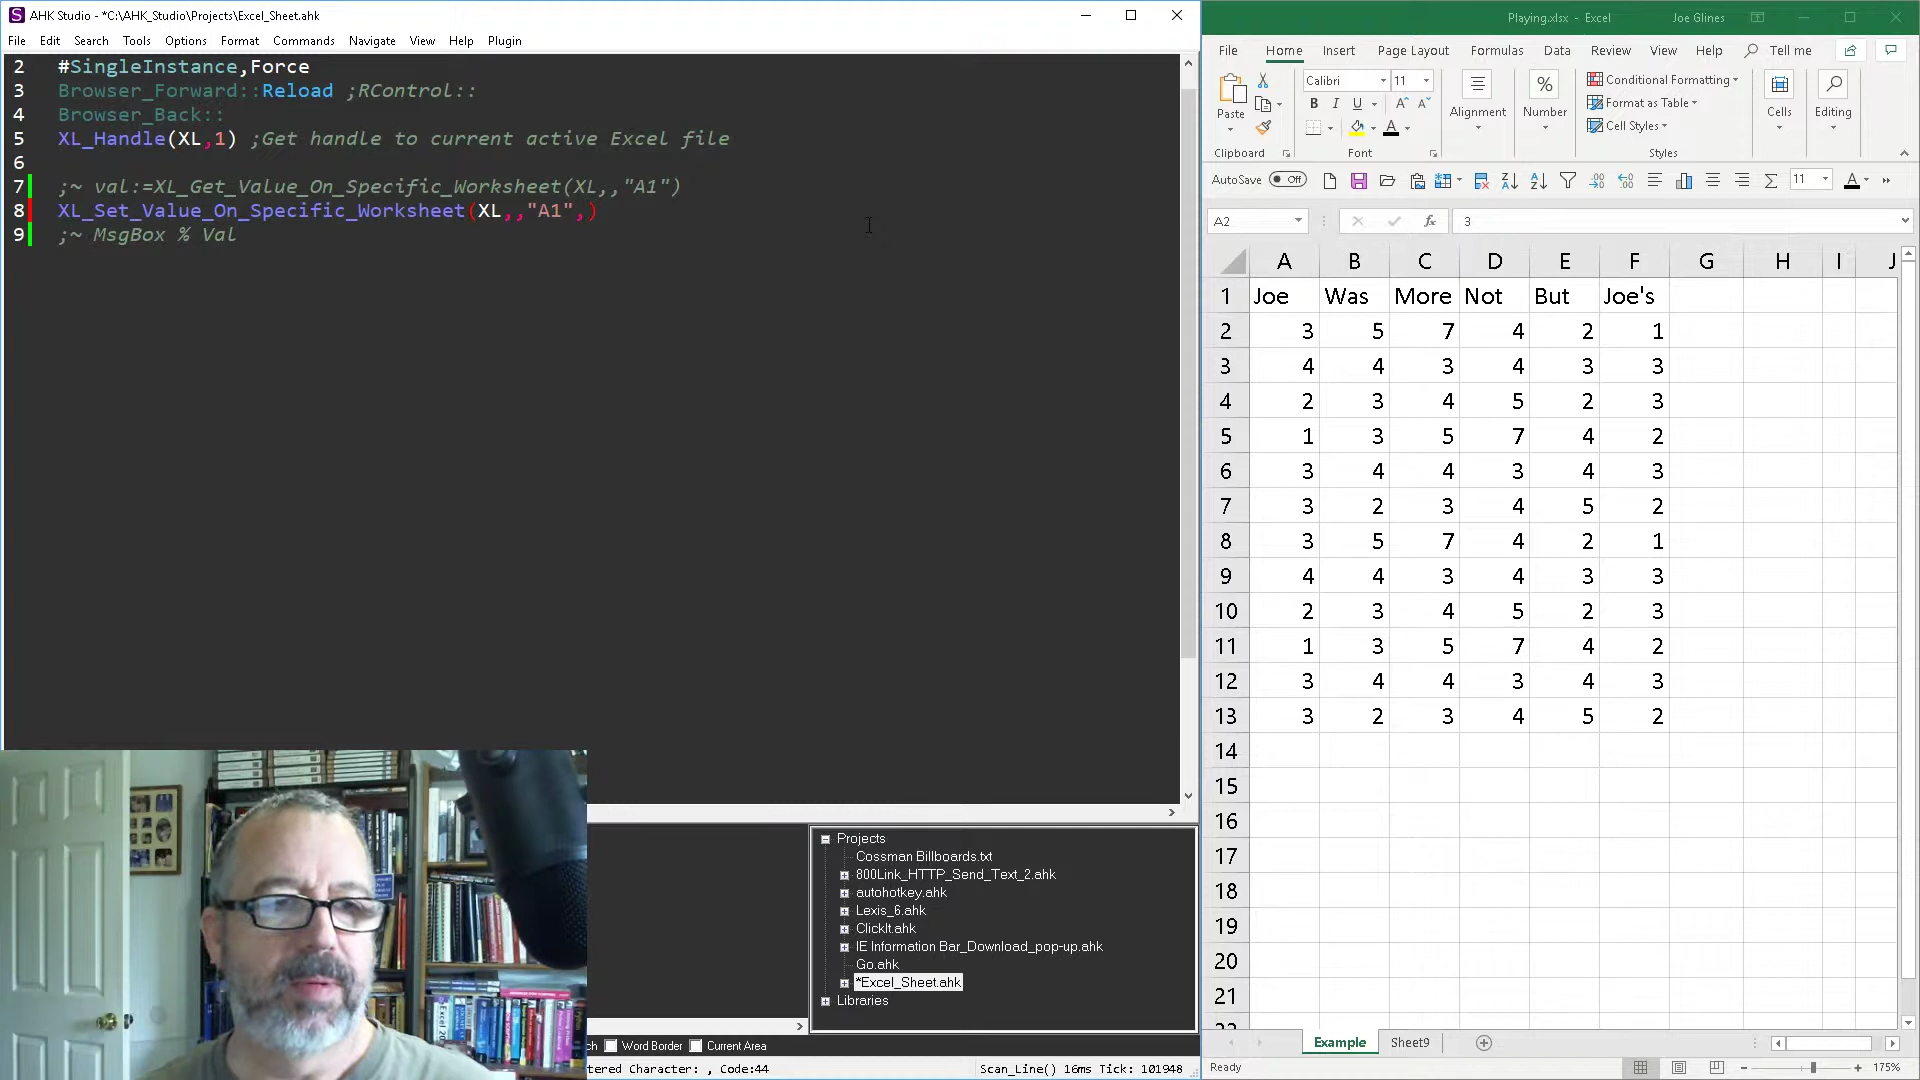 AHK Studio - *C:\AHK_Studio\Projects\Excel_Sheet.ahk
File Edit Search Tools Options Format Commands Navigate View Help Plugin
2 #SingleInstance,Force
3 Browser_Forward::Reload ;RControl::
4 Browser_Back::
5 XL_Handle(XL,1) ;Get handle to current active Excel file
6
7 ;~ val:=XL_Get_Value_On_Specific_Worksheet(XL,,"A1")
8 XL_Set_Value_On_Specific_Worksheet(XL,,"A1",)
9 ;~ MsgBox % Val
Projects
Cossman Billboards.txt
800Link_HTTP_Send_Text_2.ahk
autohotkey.ahk
Lexis_6.ahk
ClickIt.ahk
IE Information Bar_Download_pop-up.ahk
Go.ahk
*Excel_Sheet.ahk
Libraries
ch Word Border Current Area
tered Character: , Code:44 Scan_Line() 16ms Tick: 101948
Playing.xlsx - Excel Joe Glines
File Home Insert Page Layout Formulas Data Review View Help Tell me
Paste
Clipboard
Calibri 11
B I U
Font
Alignment
%
Number
Conditional Formatting
Format as Table
Cell Styles
Styles
Cells
Editing
AutoSave Off
11
A2 fx 3
A B C D E F G H I J
1 Joe Was More Not But Joe's
2 3 5 7 4 2 1
3 4 4 3 4 3 3
4 2 3 4 5 2 3
5 1 3 5 7 4 2
6 3 4 4 3 4 3
7 3 2 3 4 5 2
8 3 5 7 4 2 1
9 4 4 3 4 3 3
10 2 3 4 5 2 3
11 1 3 5 7 4 2
12 3 4 4 3 4 3
13 3 2 3 4 5 2
14
15
16
17
18
19
20
21
Example Sheet9
Ready 175%